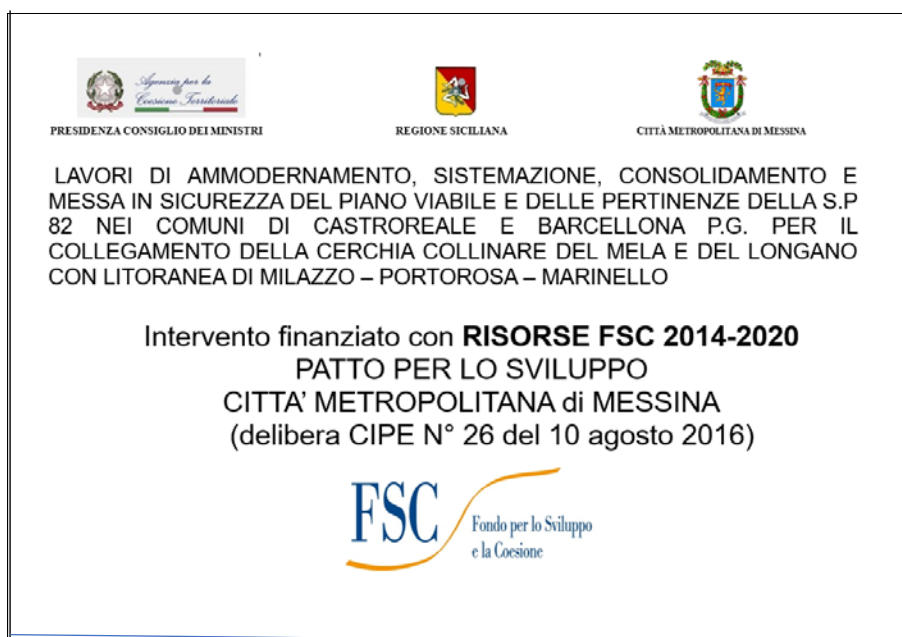 Agenzia per la
Coesione Territoriale
PRESIDENZA CONSIGLIO DEI MINISTRI
REGIONE SICILIANA
CITTÀ METROPOLITANA DI MESSINA
LAVORI DI AMMODERNAMENTO, SISTEMAZIONE, CONSOLIDAMENTO E
MESSA IN SICUREZZA DEL PIANO VIABILE E DELLE PERTINENZE DELLA S.P
82 NEI COMUNI DI CASTROREALE E BARCELLONA P.G. PER IL
COLLEGAMENTO DELLA CERCHIA COLLINARE DEL MELA E DEL LONGANO
CON LITORANEA DI MILAZZO – PORTOROSA – MARINELLO
Intervento finanziato con RISORSE FSC 2014-2020
PATTO PER LO SVILUPPO
CITTA' METROPOLITANA di MESSINA
(delibera CIPE N° 26 del 10 agosto 2016)
FSC
Fondo per lo Sviluppo
e la Coesione